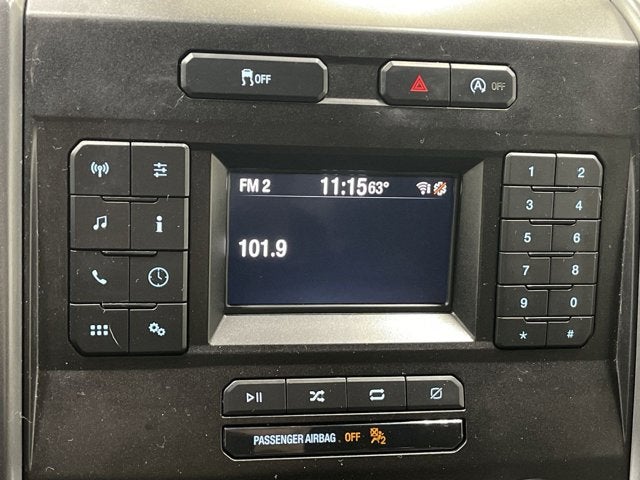 OFF
A OFF
FM 2 11:15 63°
101.9
i
1 2
3 4
5 6
7 8
9 0
* #
PASSENGER AIRBAG OFF 2